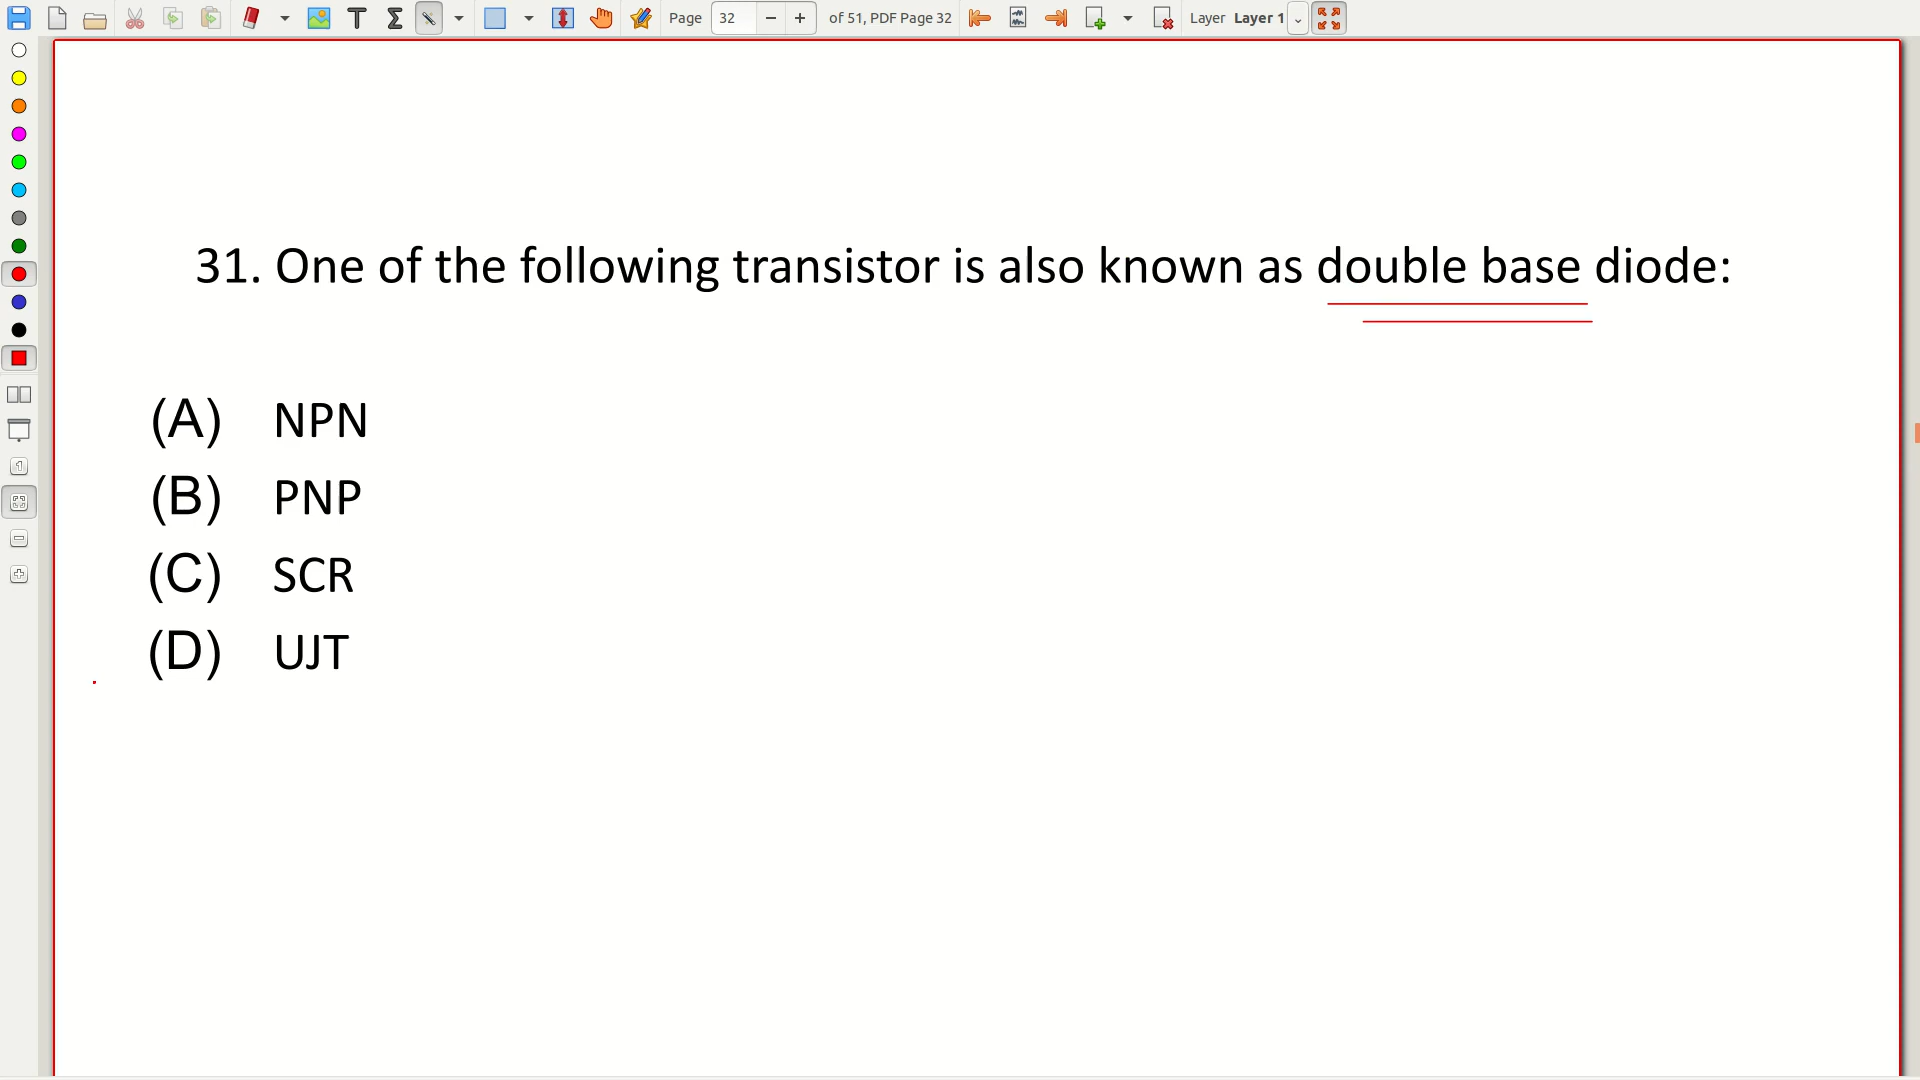 Page 32 of 51, PDF Page 32 Layer Layer 1
31. One of the following transistor is also known as double base diode:
(A) NPN
(B) PNP
(C) SCR
(D) UJT